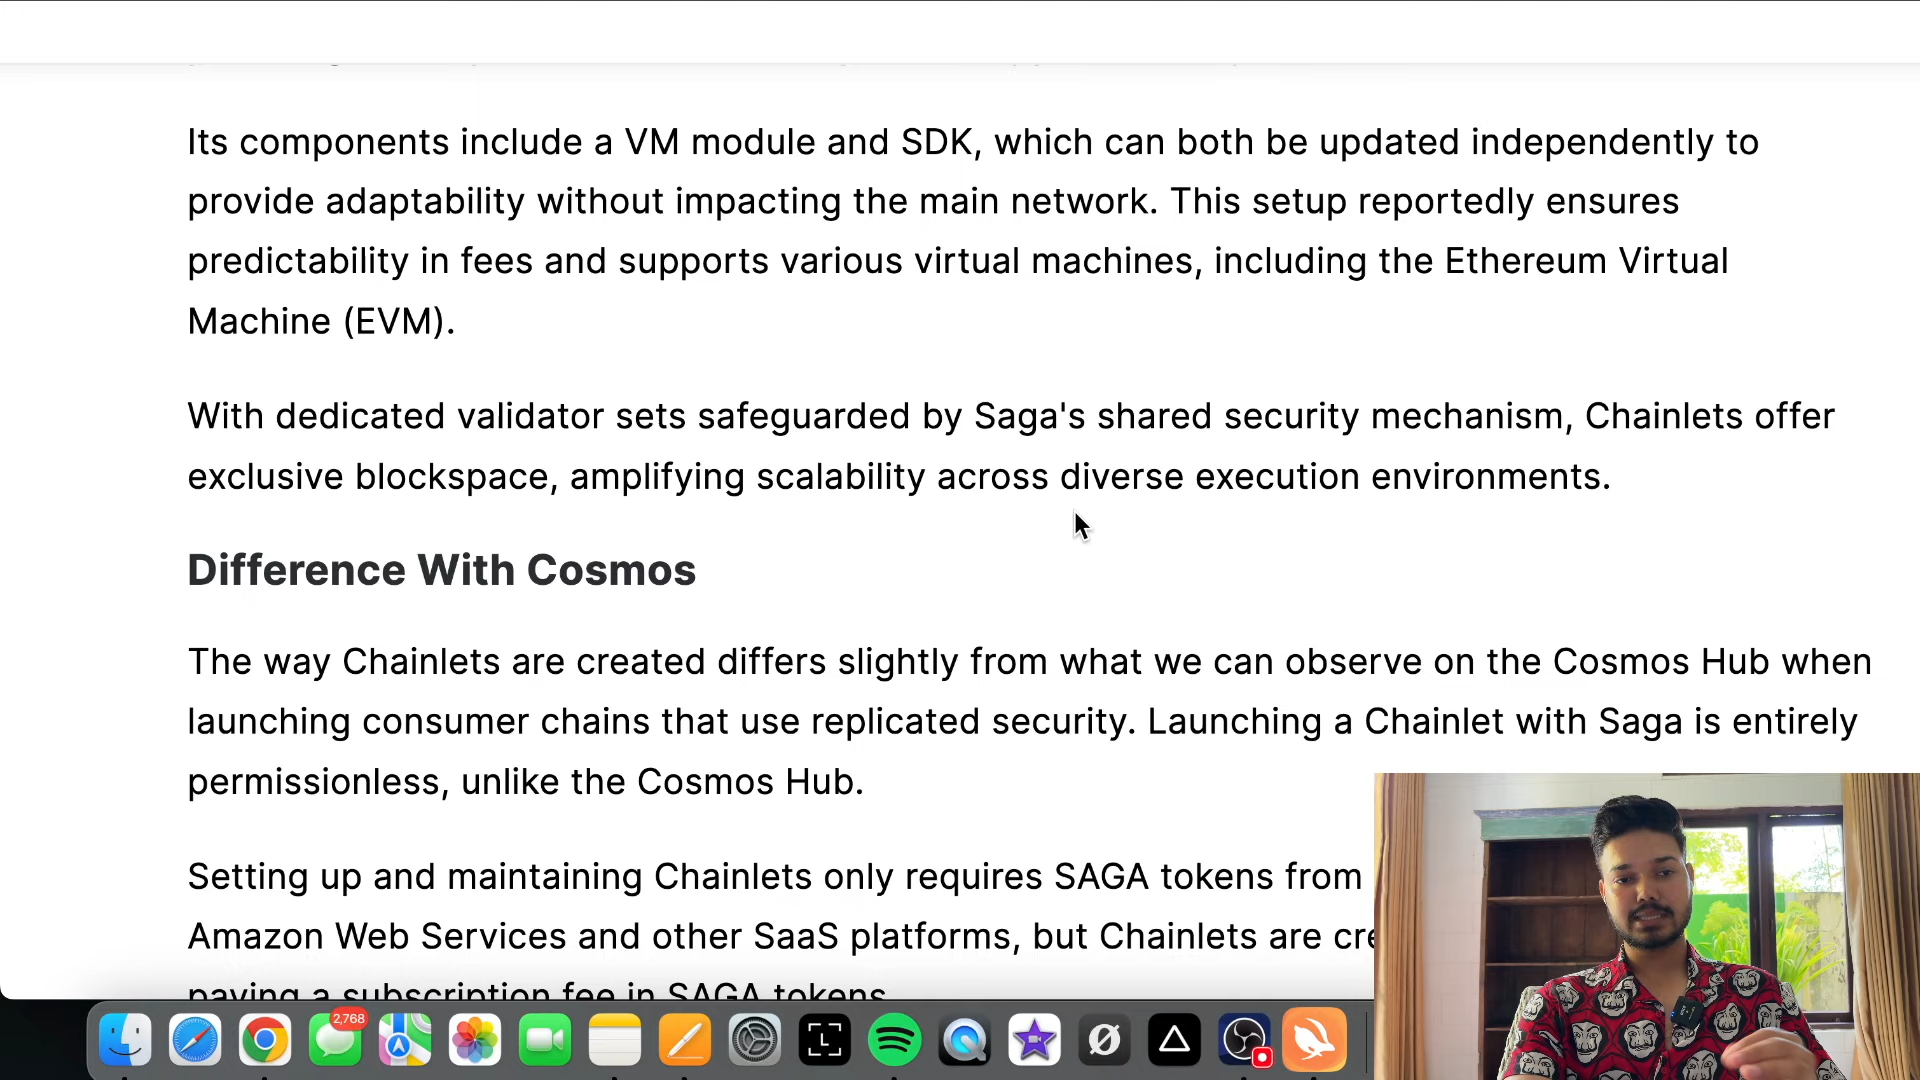 Its components include a VM module and SDK, which can both be updated independently to
provide adaptability without impacting the main network. This setup reportedly ensures
predictability in fees and supports various virtual machines, including the Ethereum Virtual
Machine (EVM).
With dedicated validator sets safeguarded by Saga's shared security mechanism, Chainlets offer
exclusive blockspace, amplifying scalability across diverse execution environments.
Difference With Cosmos
The way Chainlets are created differs slightly from what we can observe on the Cosmos Hub when
launching consumer chains that use replicated security. Launching a Chainlet with Saga is entirely
permissionless, unlike the Cosmos Hub.
Setting up and maintaining Chainlets only requires SAGA tokens from
Amazon Web Services and other SaaS platforms, but Chainlets are
paying a subscription fee in SAGA tokens
2,768